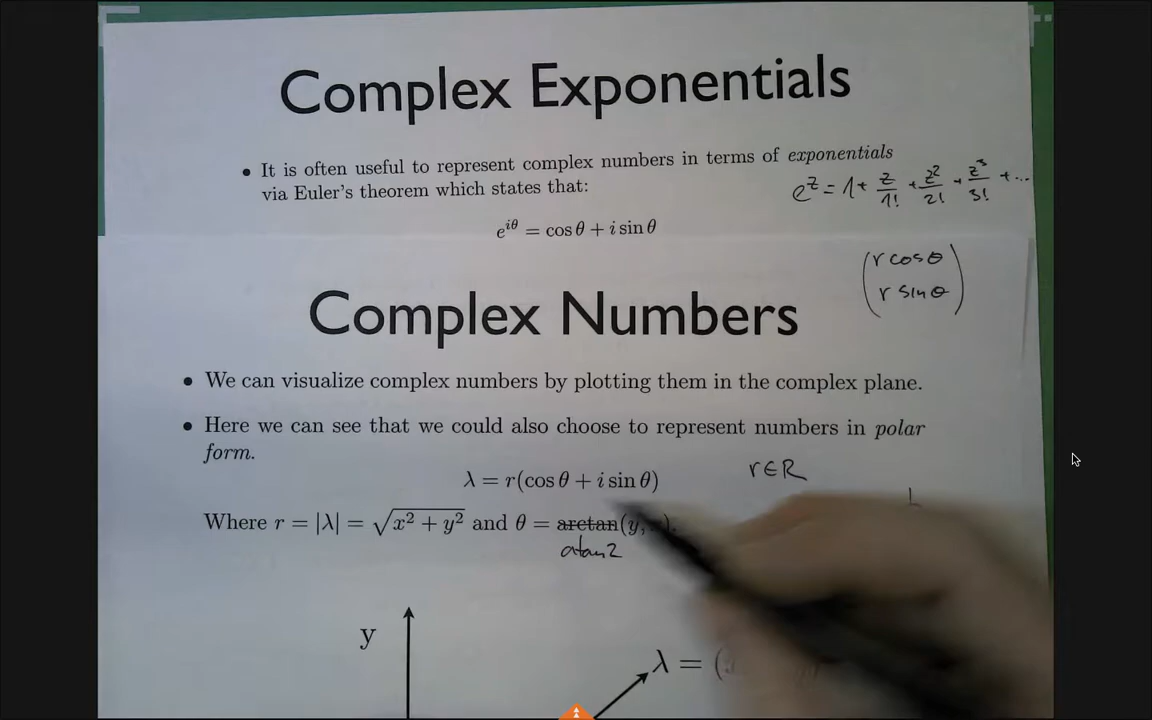 Complex Exponentials
• It is often useful to represent complex numbers in terms of exponentials
via Euler's theorem which states that:
e^z = 1 + z/1! + z²/2! + z³/3! + ...
e^{iθ} = cos θ + i sin θ
(r cos θ
r sin θ)
Complex Numbers
• We can visualize complex numbers by plotting them in the complex plane.
• Here we can see that we could also choose to represent numbers in polar
form.
λ = r(cos θ + i sin θ) r∈R
Where r = |λ| = √(x² + y²) and θ = arctan(y,
atan2
y
λ = (